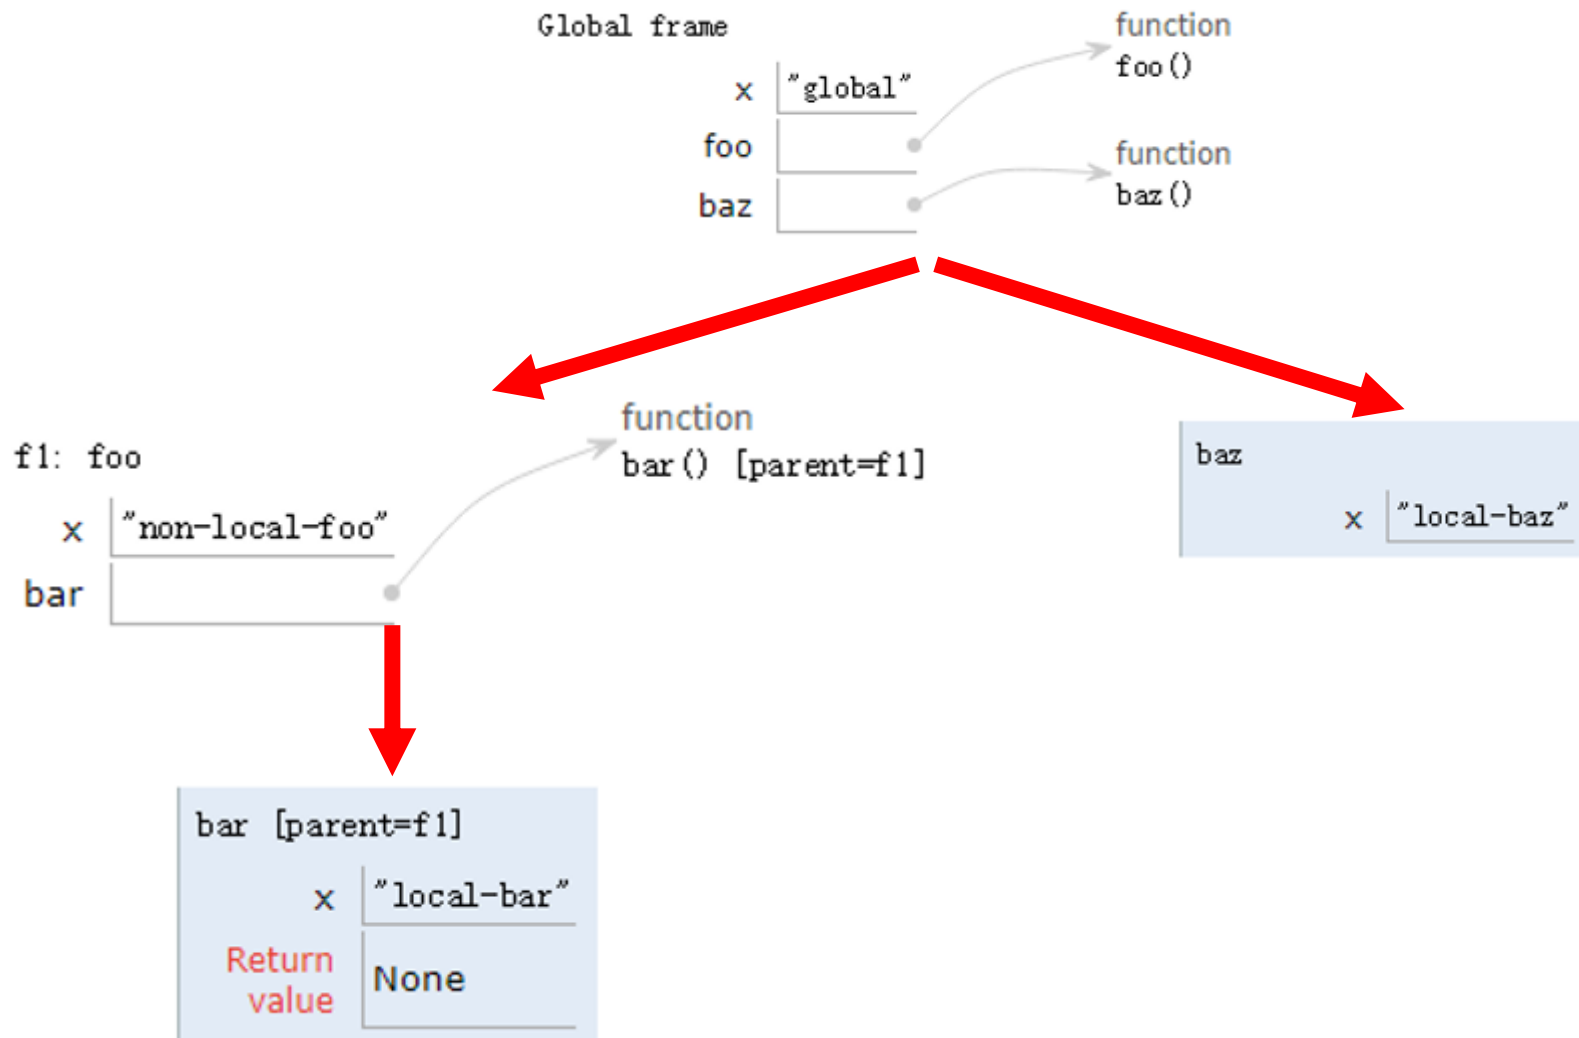 Global frame
function
foo()
x "global"
foo
function
baz()
baz
function
bar() [parent=f1]
f1: foo
x "non-local-foo"
bar
baz
x "local-baz"
bar [parent=f1]
x "local-bar"
Return
value
None